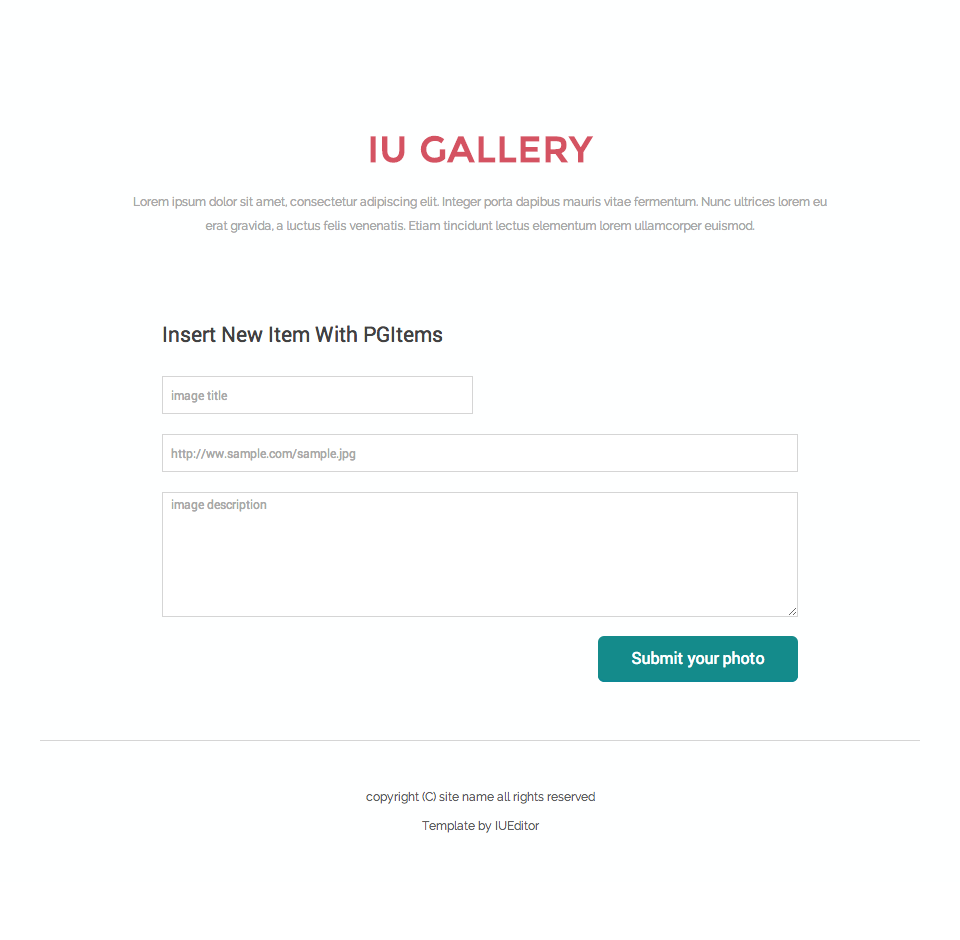 IU GALLERY
Lorem ipsum dolor sit amet, consectetur adipiscing elit. Integer porta dapibus mauris vitae fermentum. Nunc ultrices lorem eu
erat gravida, a luctus felis venenatis. Etiam tincidunt lectus elementum lorem ullamcorper euismod.
Insert New Item With PGItems
image title
http://ww.sample.com/sample.jpg
image description
Submit your photo
copyright (C) site name all rights reserved
Template by IUEditor